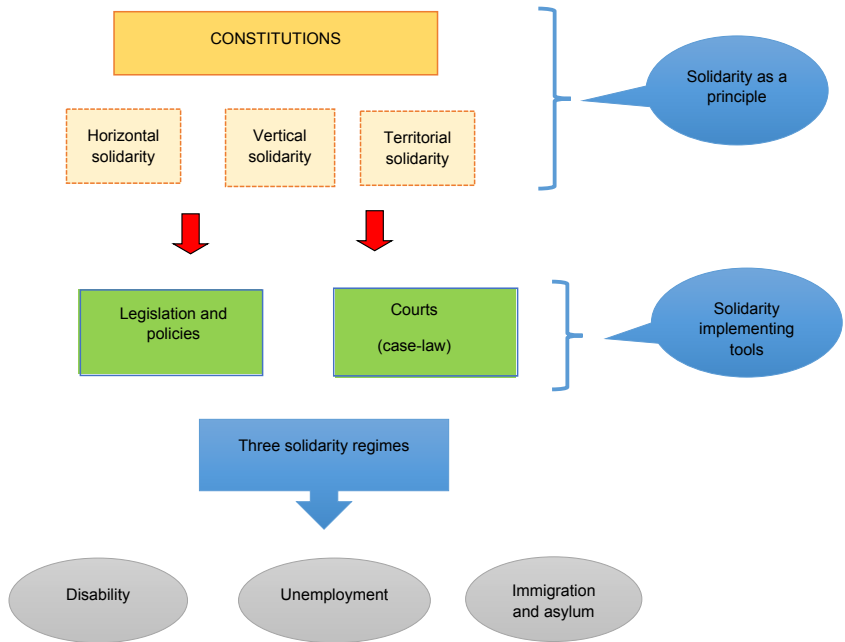 CONSTITUTIONS
Solidarity as a
principle
Horizontal
solidarity
Vertical
solidarity
Territorial
solidarity
Legislation and
policies
Courts
(case-law)
Solidarity
implementing
tools
Three solidarity regimes
Disability
Unemployment
Immigration
and asylum